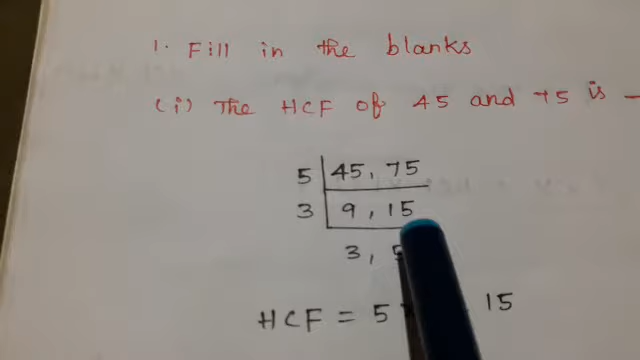 1. Fill in the blanks
(i) The HCF of 45 and 75 is
5 | 45, 75
3 | 9, 15
3,
HCF = 5 15